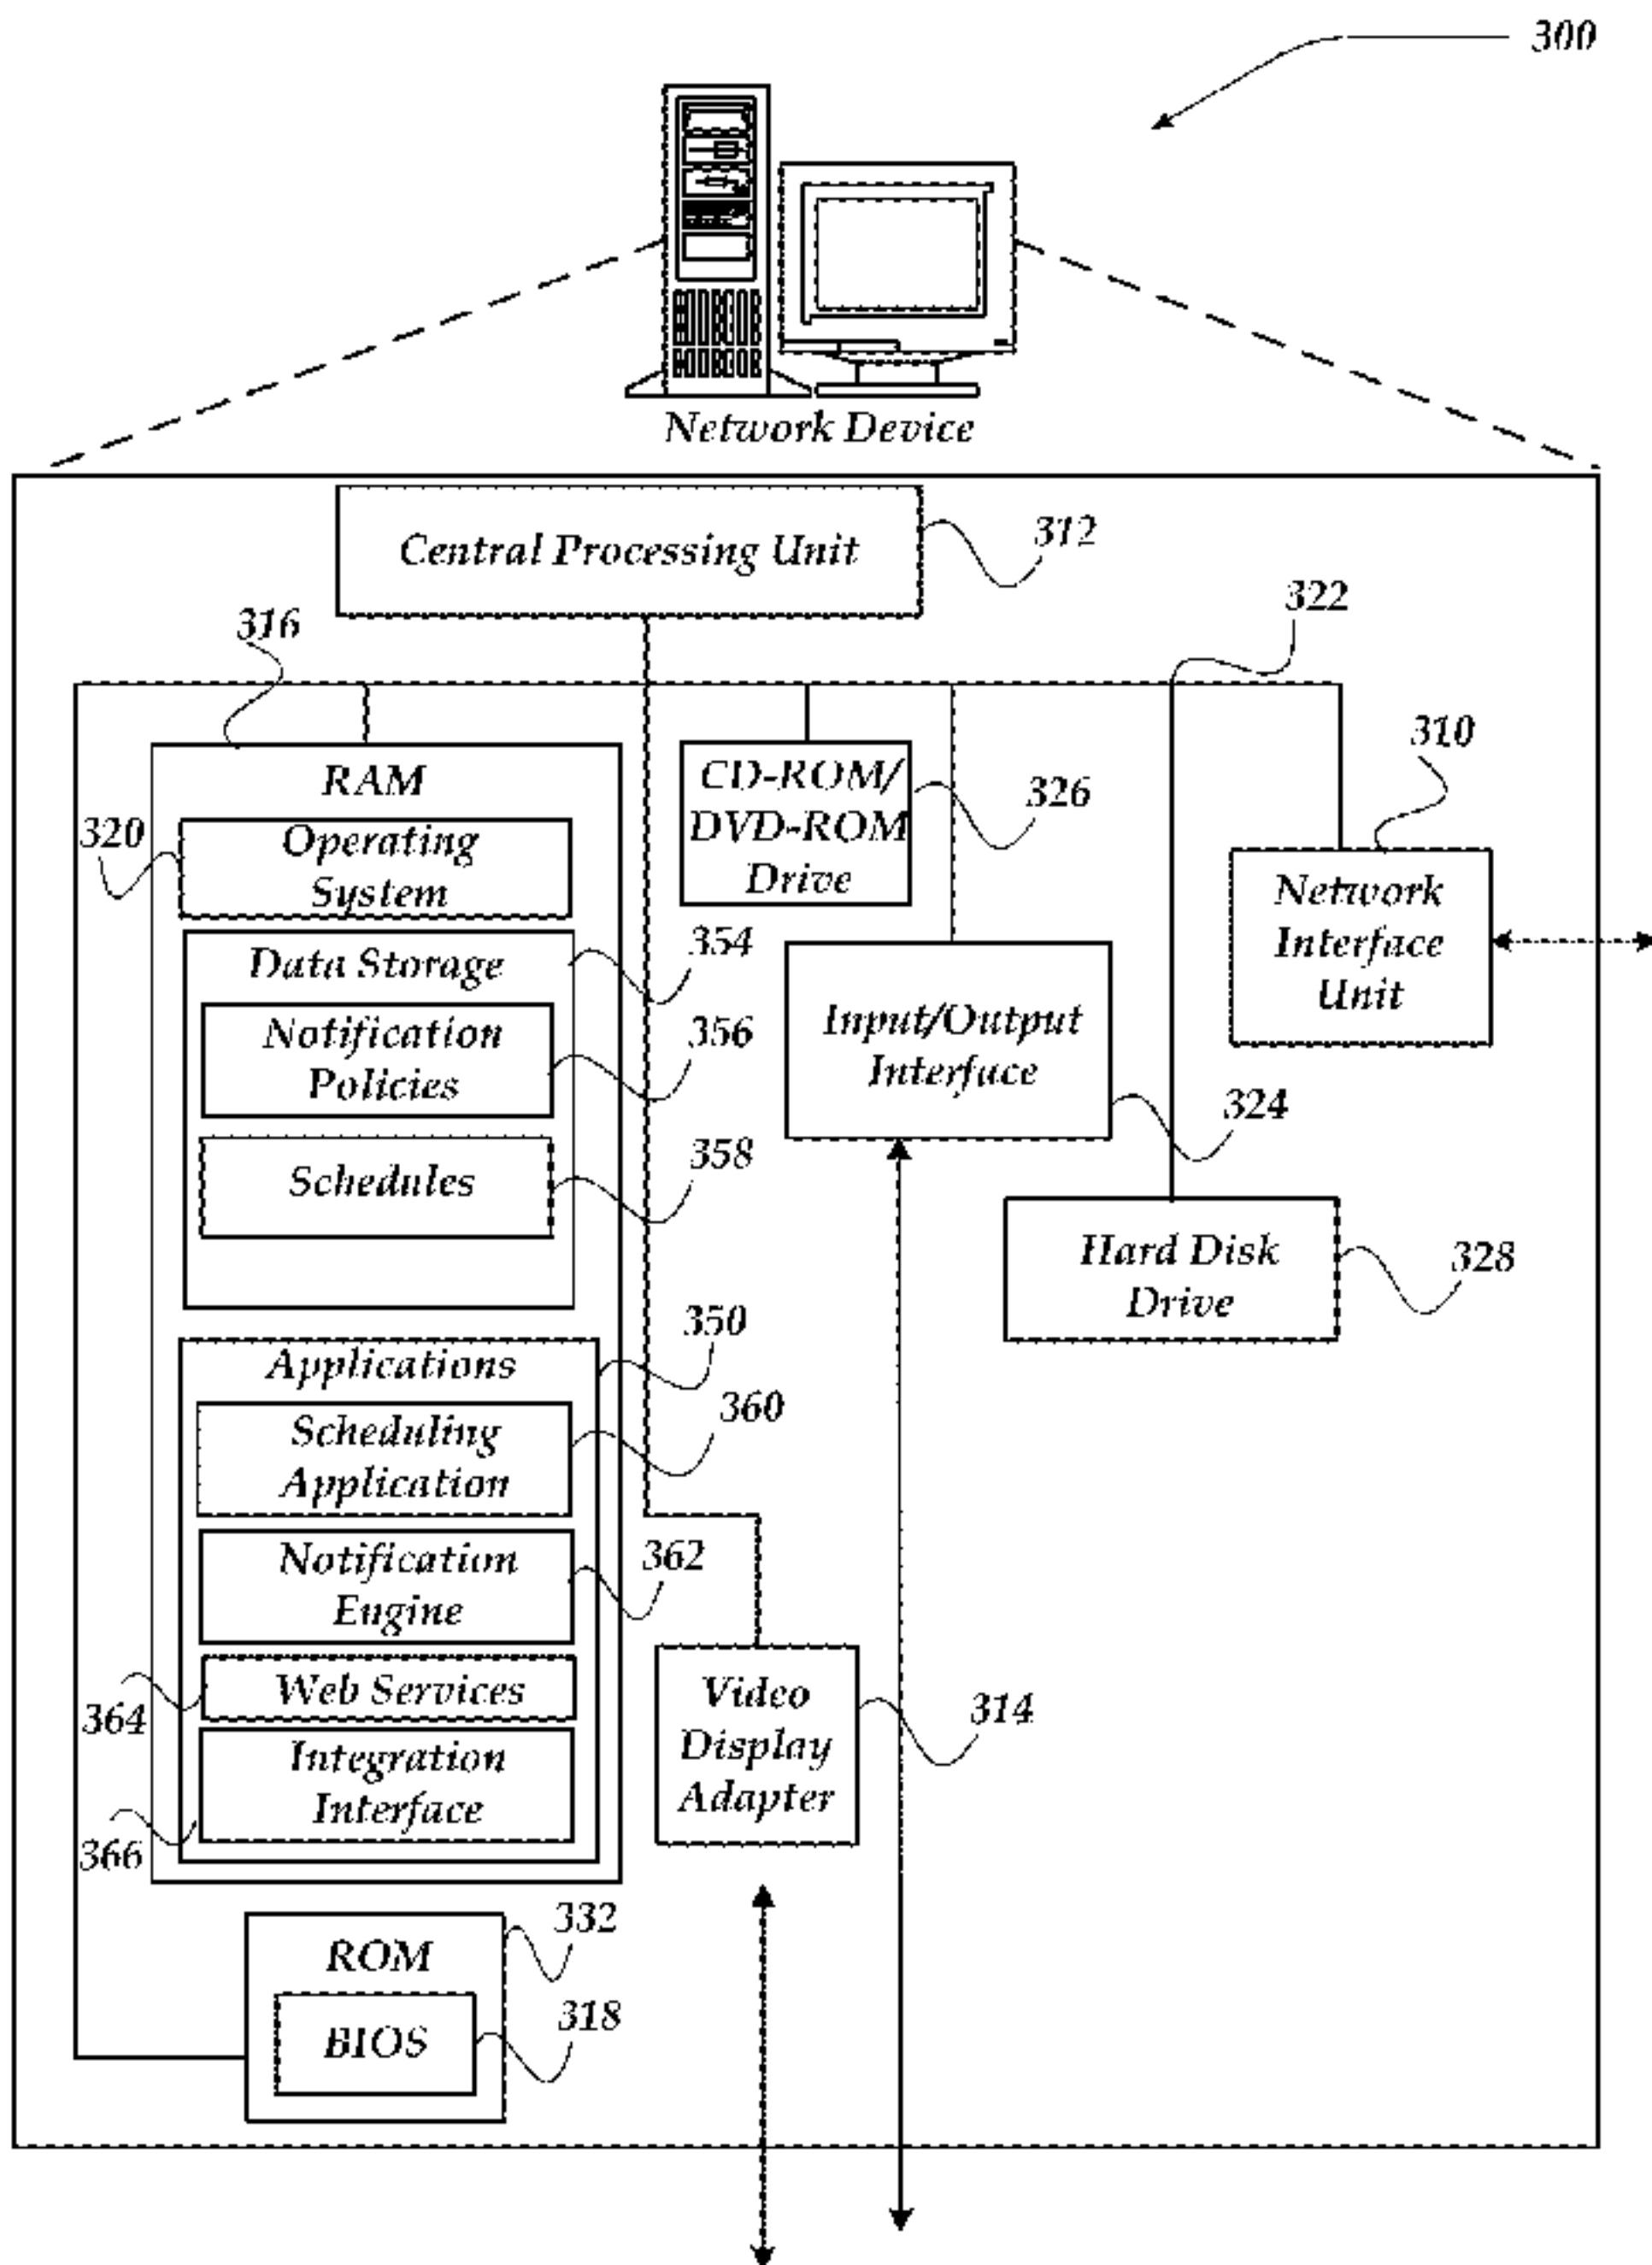 300
Network Device
Central Processing Unit
312
316
322
RAM
CD-ROM/
DVD-ROM
Drive
326
310
320
Operating
System
Network
Interface
Unit
354
Data Storage
Notification
Policies
356
Input/Output
Interface
324
358
Schedules
Hard Disk
Drive
328
350
Applications
360
Scheduling
Application
Notification
Engine
362
364
Web Services
Video
Display
Adapter
314
Integration
Interface
366
332
ROM
318
BIOS